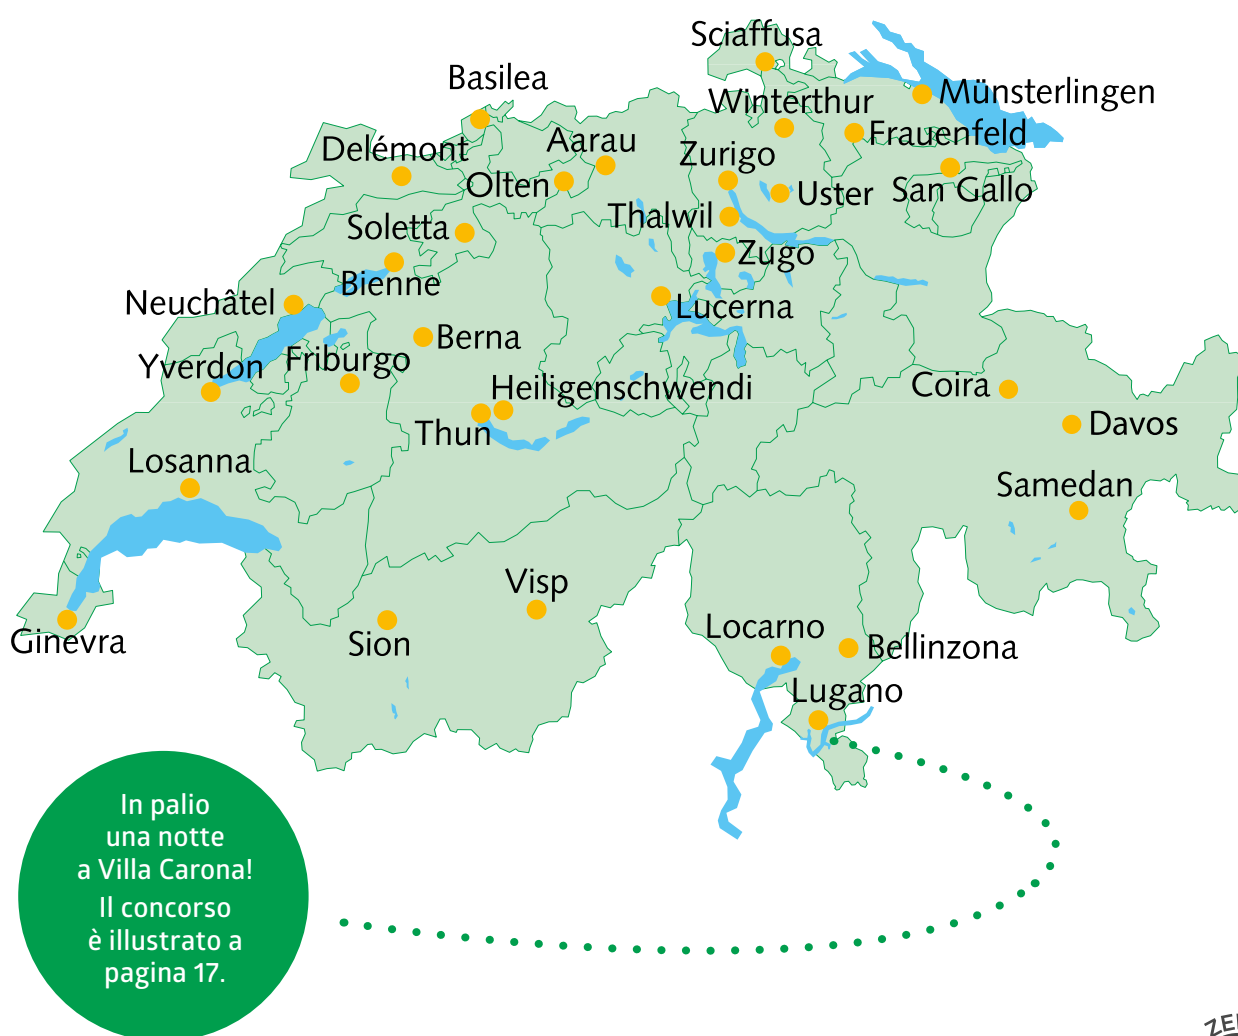 Sciaffusa
Basilea
Münsterlingen
Winterthur
Frauenfeld
Aarau
Delémont
Zurigo
Olten
Uster
San Gallo
Thalwil
Soletta
Zugo
Bienne
Neuchâtel
Lucerna
Berna
Friburgo
Yverdon
Heiligenschwendi
Coira
Davos
Thun
Losanna
Samedan
Visp
Locarno
Ginevra
Sion
Bellinzona
Lugano
In palio
una notte
a Villa Carona!
Il concorso
è illustrato a
pagina 17.